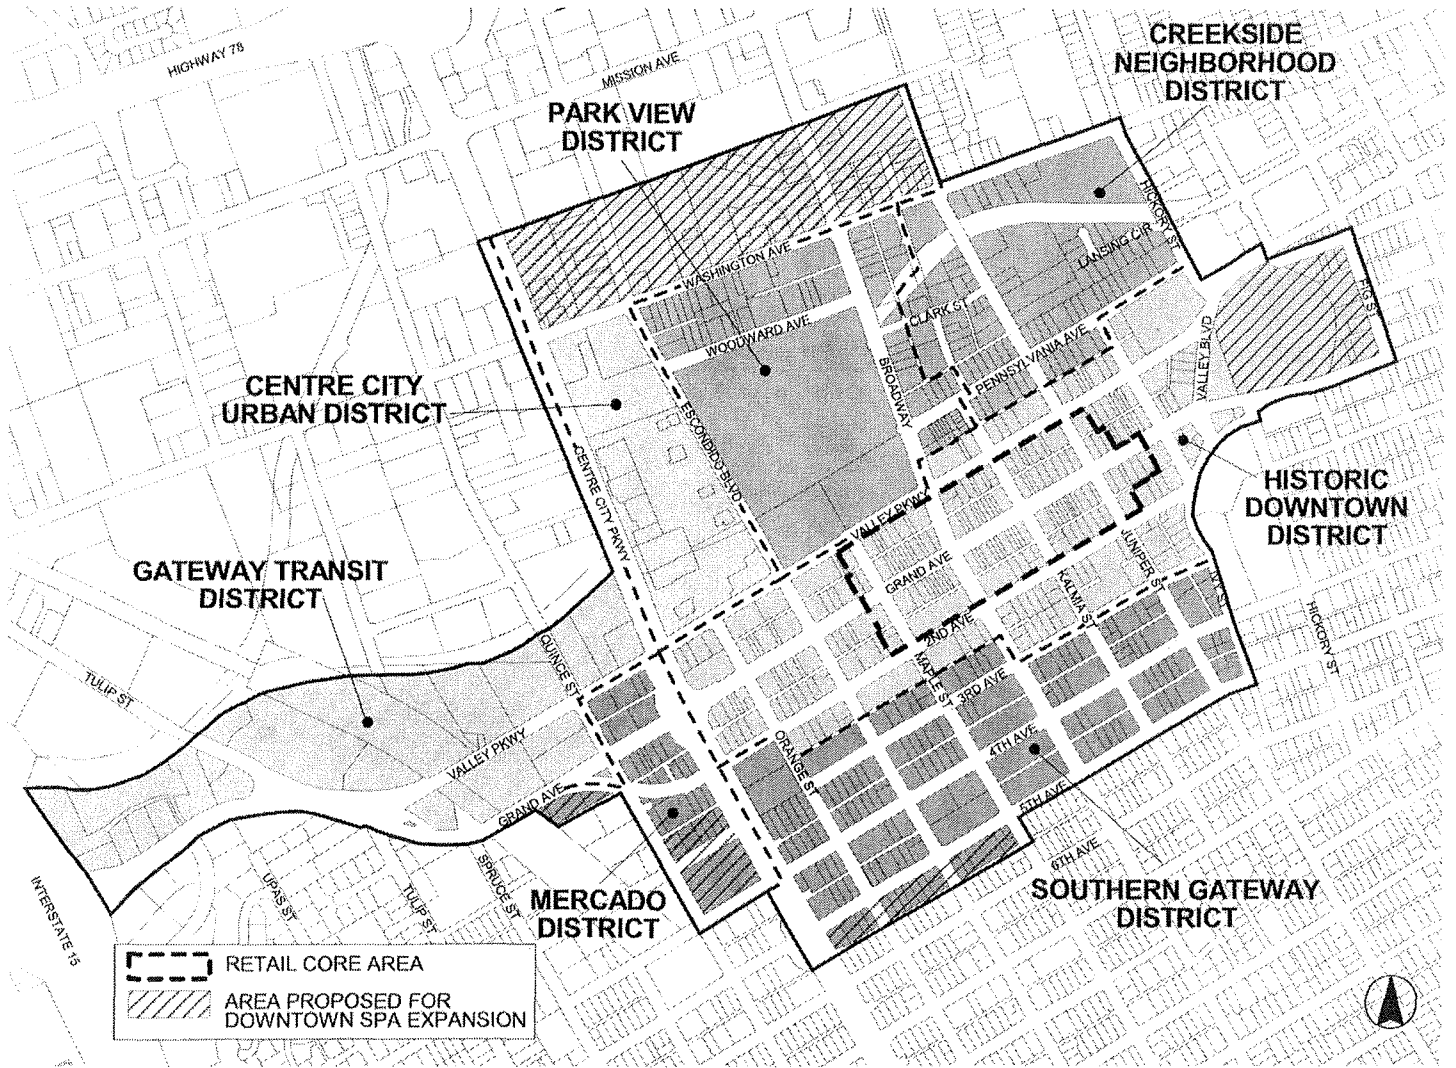 CREEKSIDE
NEIGHBORHOOD
DISTRICT
HIGHWAY 78
MISSION AVE
PARK VIEW
DISTRICT
HICKORY ST
LANSING CIR
WASHINGTON AVE
FIG ST
CLARK ST
WOODWARD AVE
VALLEY BLVD
PENNSYLVANIA AVE
BROADWAY
CENTRE CITY
URBAN DISTRICT
ESCONDIDO BLVD
CENTRE CITY PKWY
HISTORIC
DOWNTOWN
DISTRICT
VALLEY PKWY
GATEWAY TRANSIT
DISTRICT
GRAND AVE
JUNIPER ST
KALMIA ST
IVY ST
HICKORY ST
2ND AVE
QUINCE ST
MAPLE ST
3RD AVE
TULIP ST
VALLEY PKWY
ORANGE ST
4TH AVE
GRAND AVE
5TH AVE
6TH AVE
INTERSTATE 15
UPAS ST
TULIP ST
SPRUCE ST
MERCADO
DISTRICT
SOUTHERN GATEWAY
DISTRICT
RETAIL CORE AREA
AREA PROPOSED FOR
DOWNTOWN SPA EXPANSION